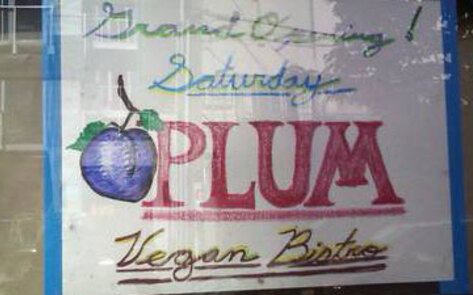 Grand Opening!
Saturday
PLUM
Vegan Bistro